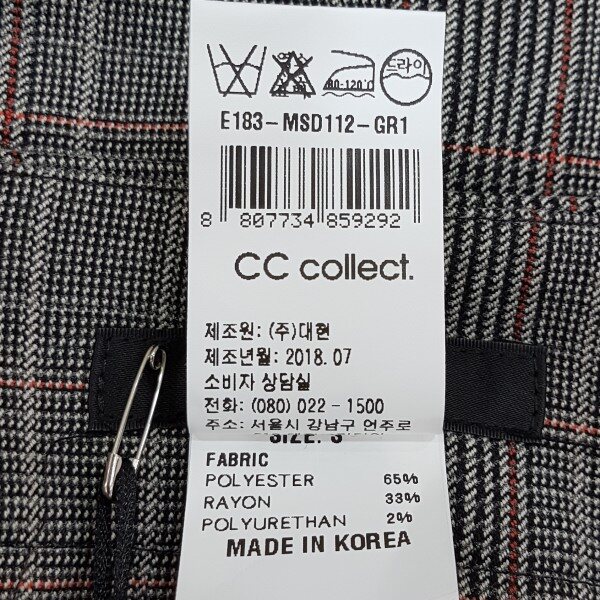 드라이
80-120℃
E183-MSD112-GR1
8 807734 859292
CC collect.
제조원: (주)대현
제조년월: 2018. 07
소비자 상담실
전화: (080) 022-1500
주소: 서울시 강남구 언주로
SIZE: S
FABRIC
POLYESTER 65%
RAYON 33%
POLYURETHAN 2%
MADE IN KOREA